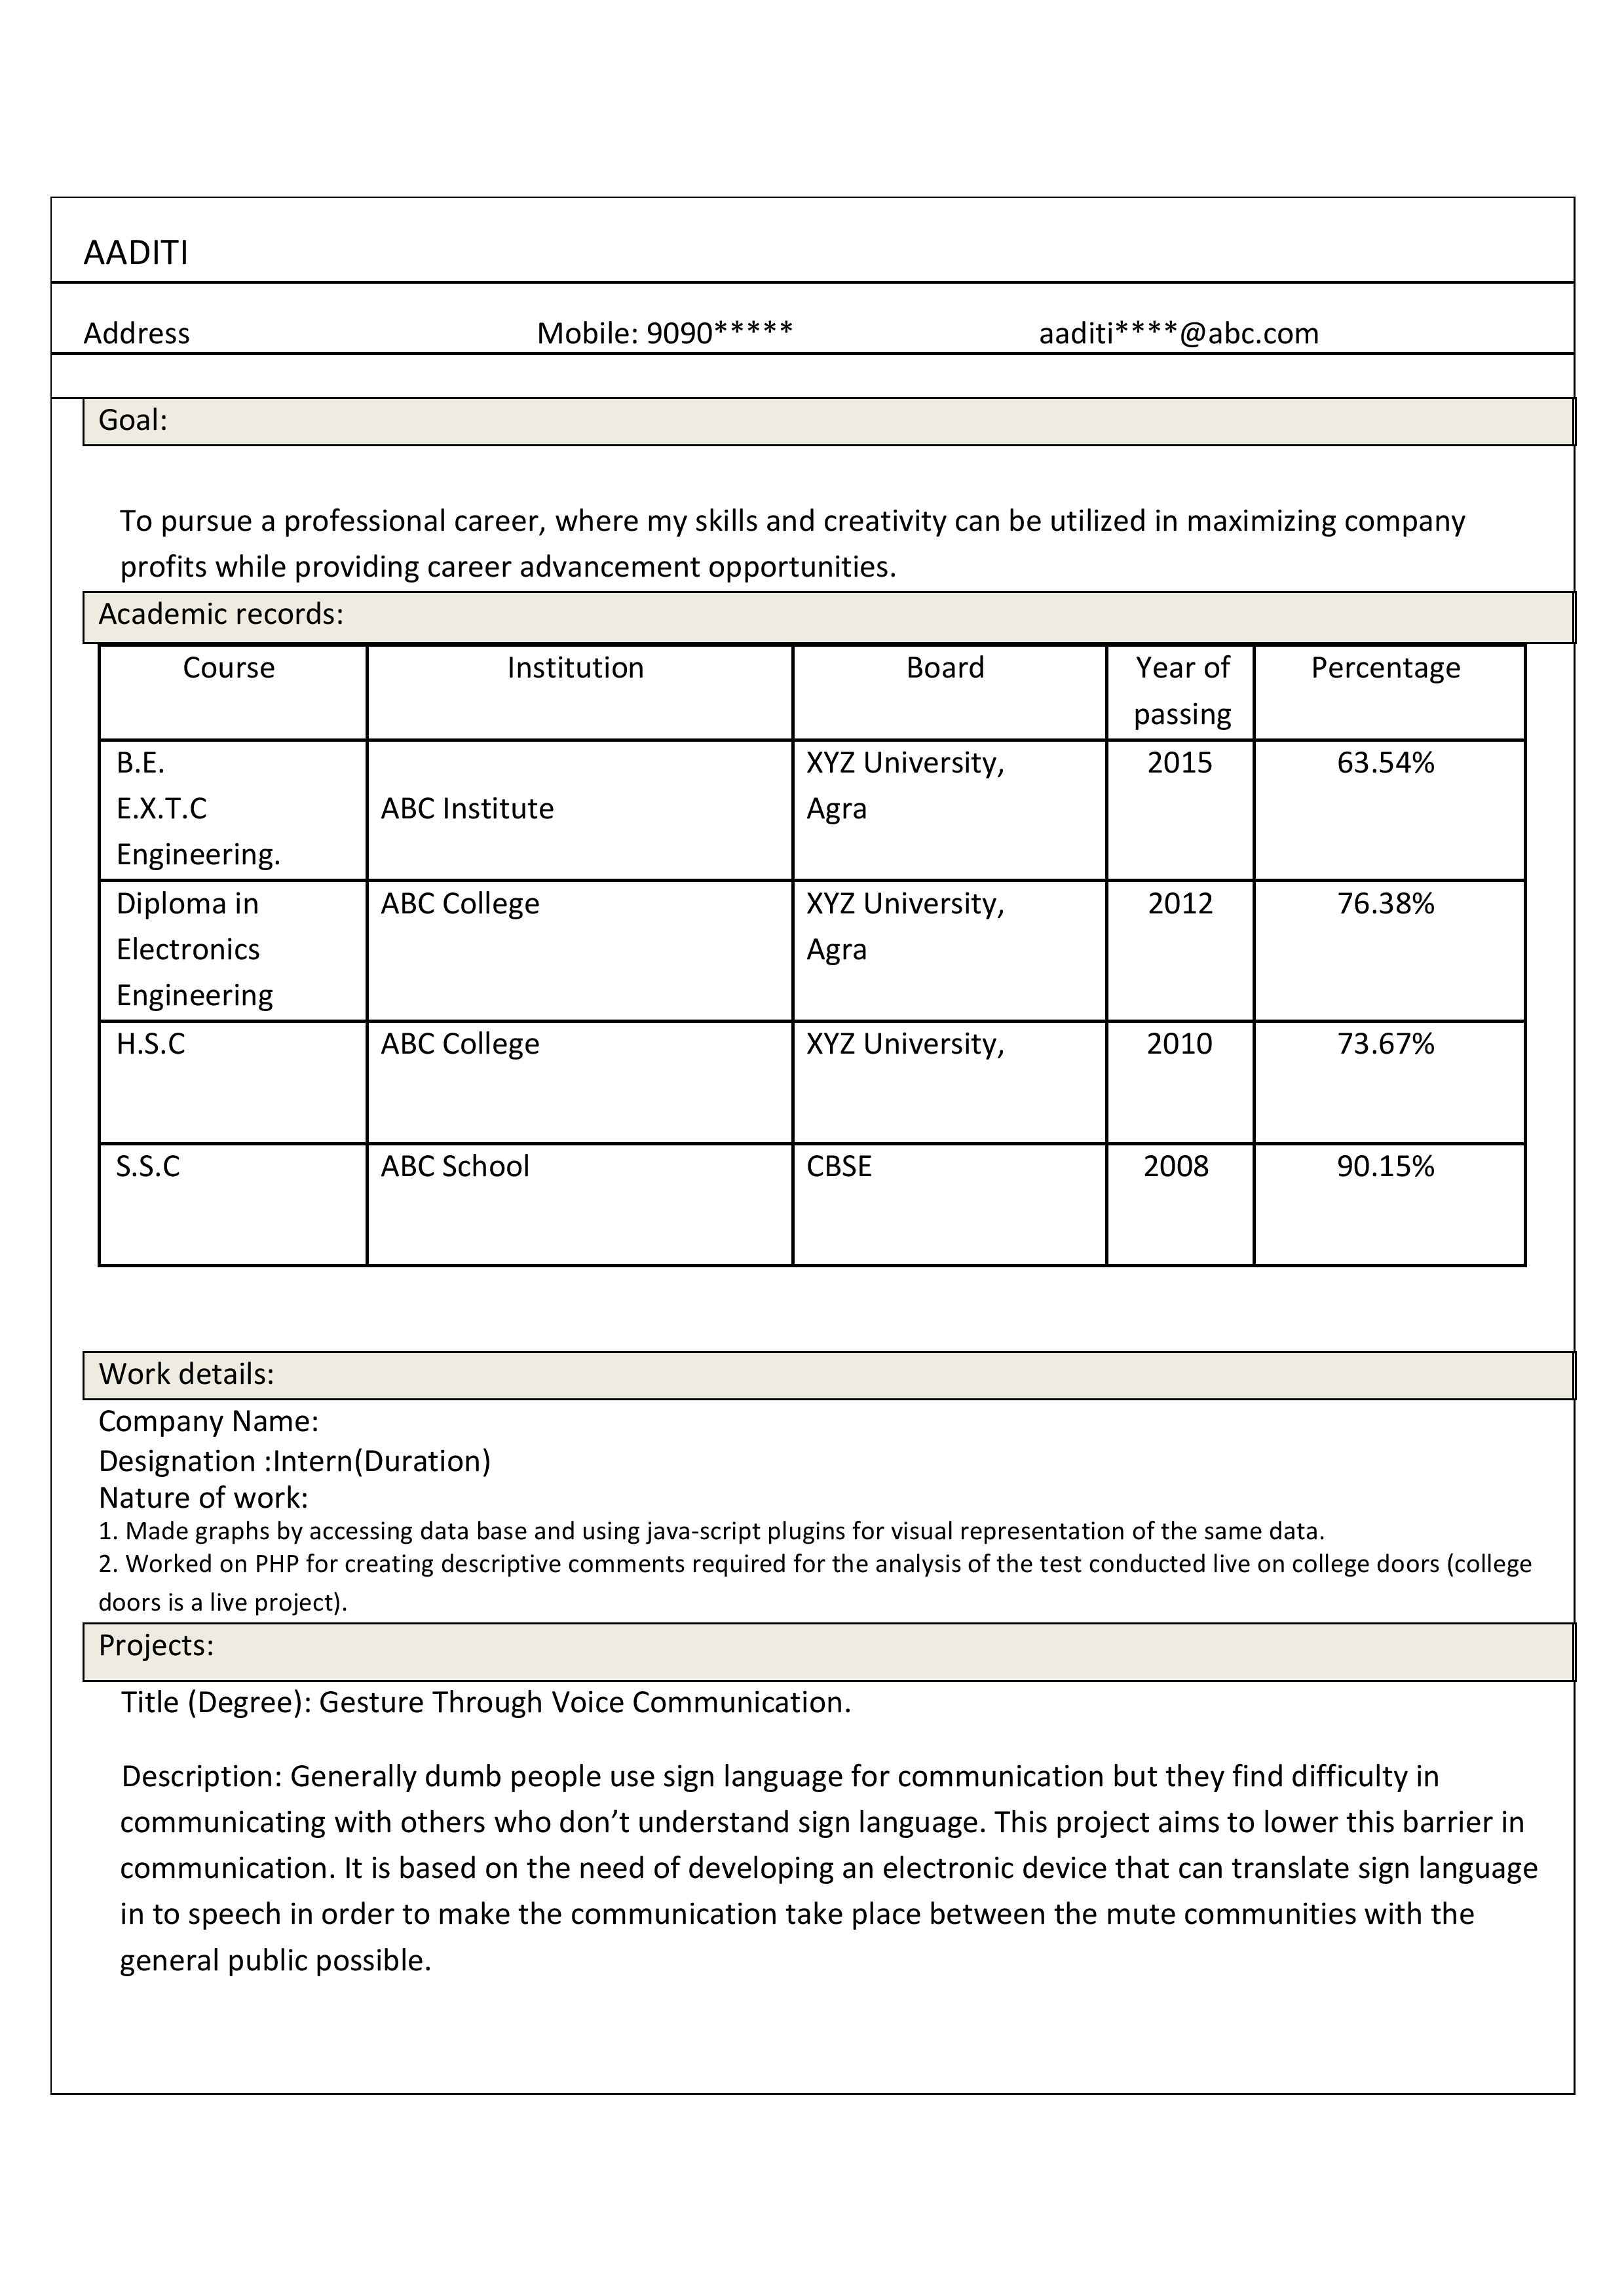 AADITI
Address Mobile: 9090***** aaditi****@abc.com
Goal:
To pursue a professional career, where my skills and creativity can be utilized in maximizing company
profits while providing career advancement opportunities.
Academic records:
Course Institution Board Year of passing Percentage
B.E. E.X.T.C Engineering. ABC Institute XYZ University, Agra 2015 63.54%
Diploma in Electronics Engineering ABC College XYZ University, Agra 2012 76.38%
H.S.C ABC College XYZ University, 2010 73.67%
S.S.C ABC School CBSE 2008 90.15%
Work details:
Company Name:
Designation :Intern(Duration)
Nature of work:
1. Made graphs by accessing data base and using java-script plugins for visual representation of the same data.
2. Worked on PHP for creating descriptive comments required for the analysis of the test conducted live on college doors (college
doors is a live project).
Projects:
Title (Degree): Gesture Through Voice Communication.
Description: Generally dumb people use sign language for communication but they find difficulty in
communicating with others who don’t understand sign language. This project aims to lower this barrier in
communication. It is based on the need of developing an electronic device that can translate sign language
in to speech in order to make the communication take place between the mute communities with the
general public possible.